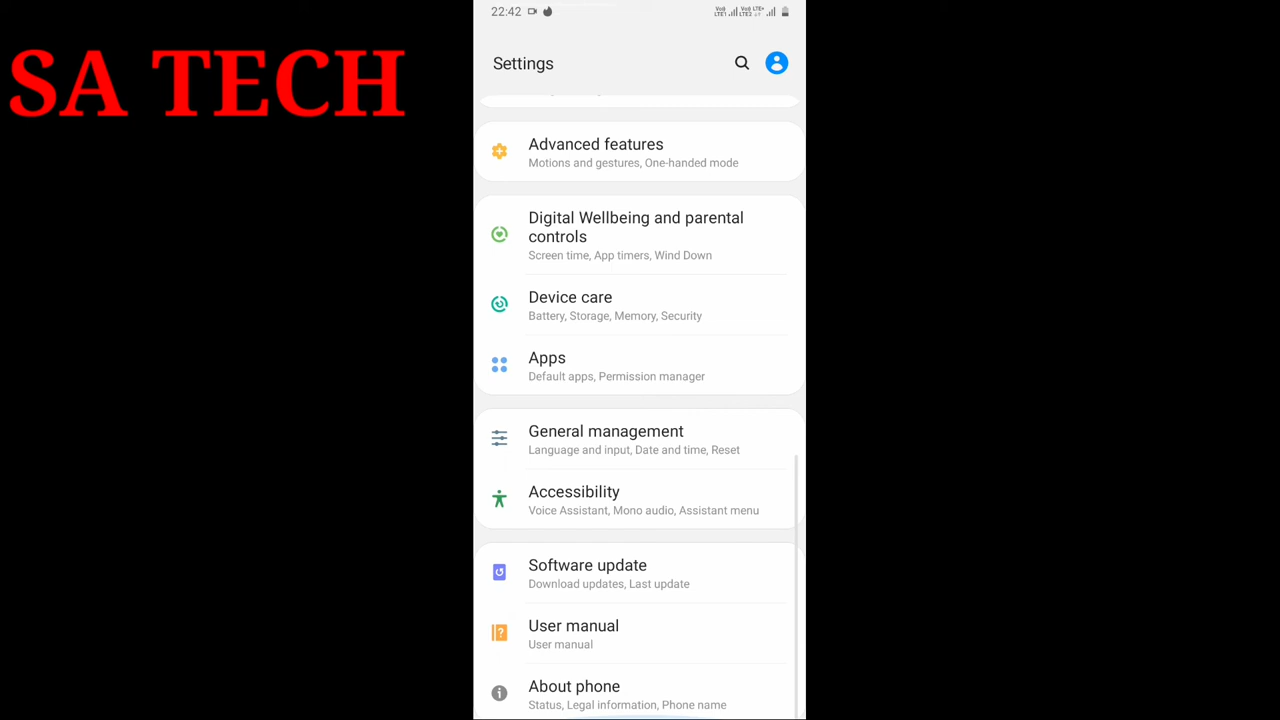 22:42
SA TECH
Settings
Advanced features
Motions and gestures, One-handed mode
Digital Wellbeing and parental
controls
Screen time, App timers, Wind Down
Device care
Battery, Storage, Memory, Security
Apps
Default apps, Permission manager
General management
Language and input, Date and time, Reset
Accessibility
Voice Assistant, Mono audio, Assistant menu
Software update
Download updates, Last update
User manual
User manual
About phone
Status, Legal information, Phone name